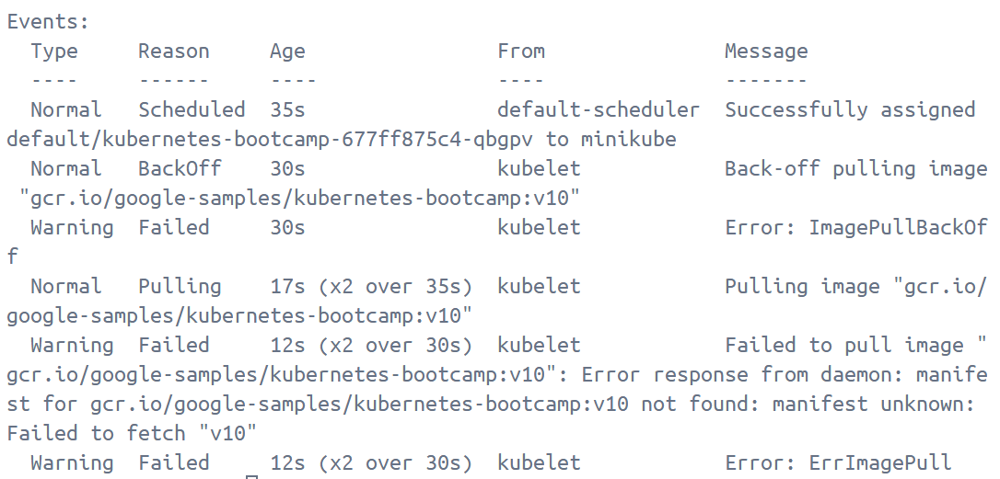 Events:
  Type     Reason     Age                From               Message
  ----     ------     ----               ----               -------
  Normal   Scheduled  35s                default-scheduler  Successfully assigned
default/kubernetes-bootcamp-677ff875c4-qbgpv to minikube
  Normal   BackOff    30s                kubelet            Back-off pulling image
 "gcr.io/google-samples/kubernetes-bootcamp:v10"
  Warning  Failed     30s                kubelet            Error: ImagePullBackOf
f
  Normal   Pulling    17s (x2 over 35s)  kubelet            Pulling image "gcr.io/
google-samples/kubernetes-bootcamp:v10"
  Warning  Failed     12s (x2 over 30s)  kubelet            Failed to pull image "
gcr.io/google-samples/kubernetes-bootcamp:v10": Error response from daemon: manife
st for gcr.io/google-samples/kubernetes-bootcamp:v10 not found: manifest unknown:
Failed to fetch "v10"
  Warning  Failed     12s (x2 over 30s)  kubelet            Error: ErrImagePull